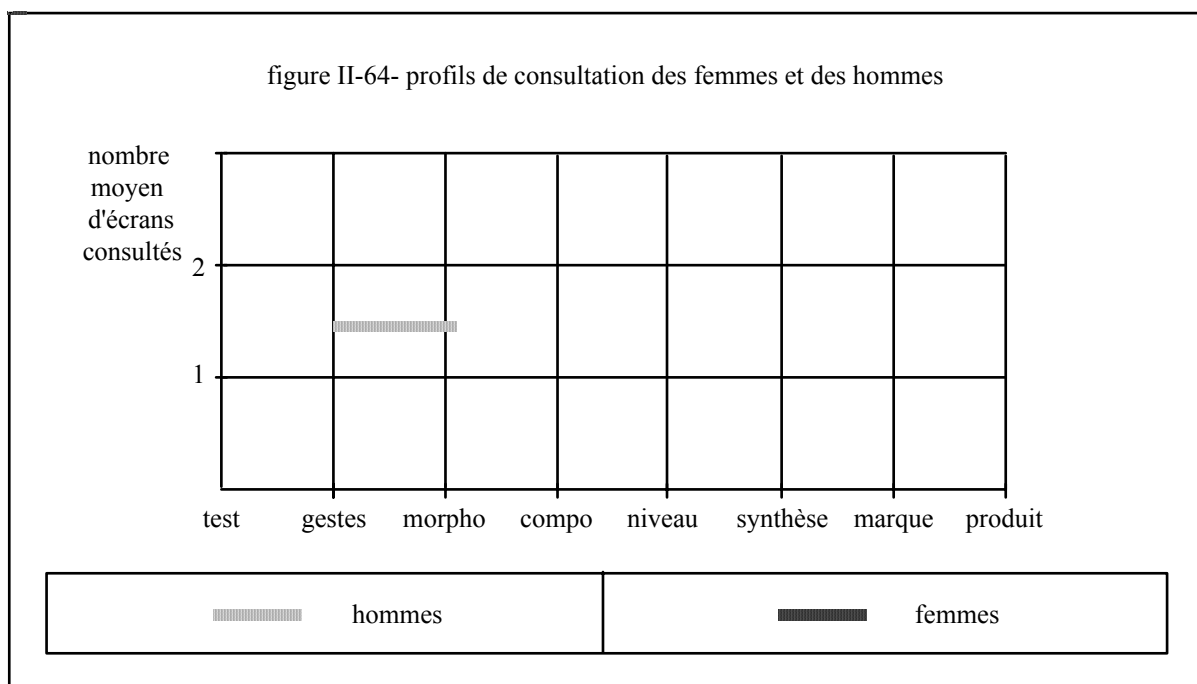 figure II-64- profils de consultation des femmes et des hommes
nombre
moyen
d'écrans
consultés
2
1
test gestes morpho compo niveau synthèse marque produit
hommes femmes